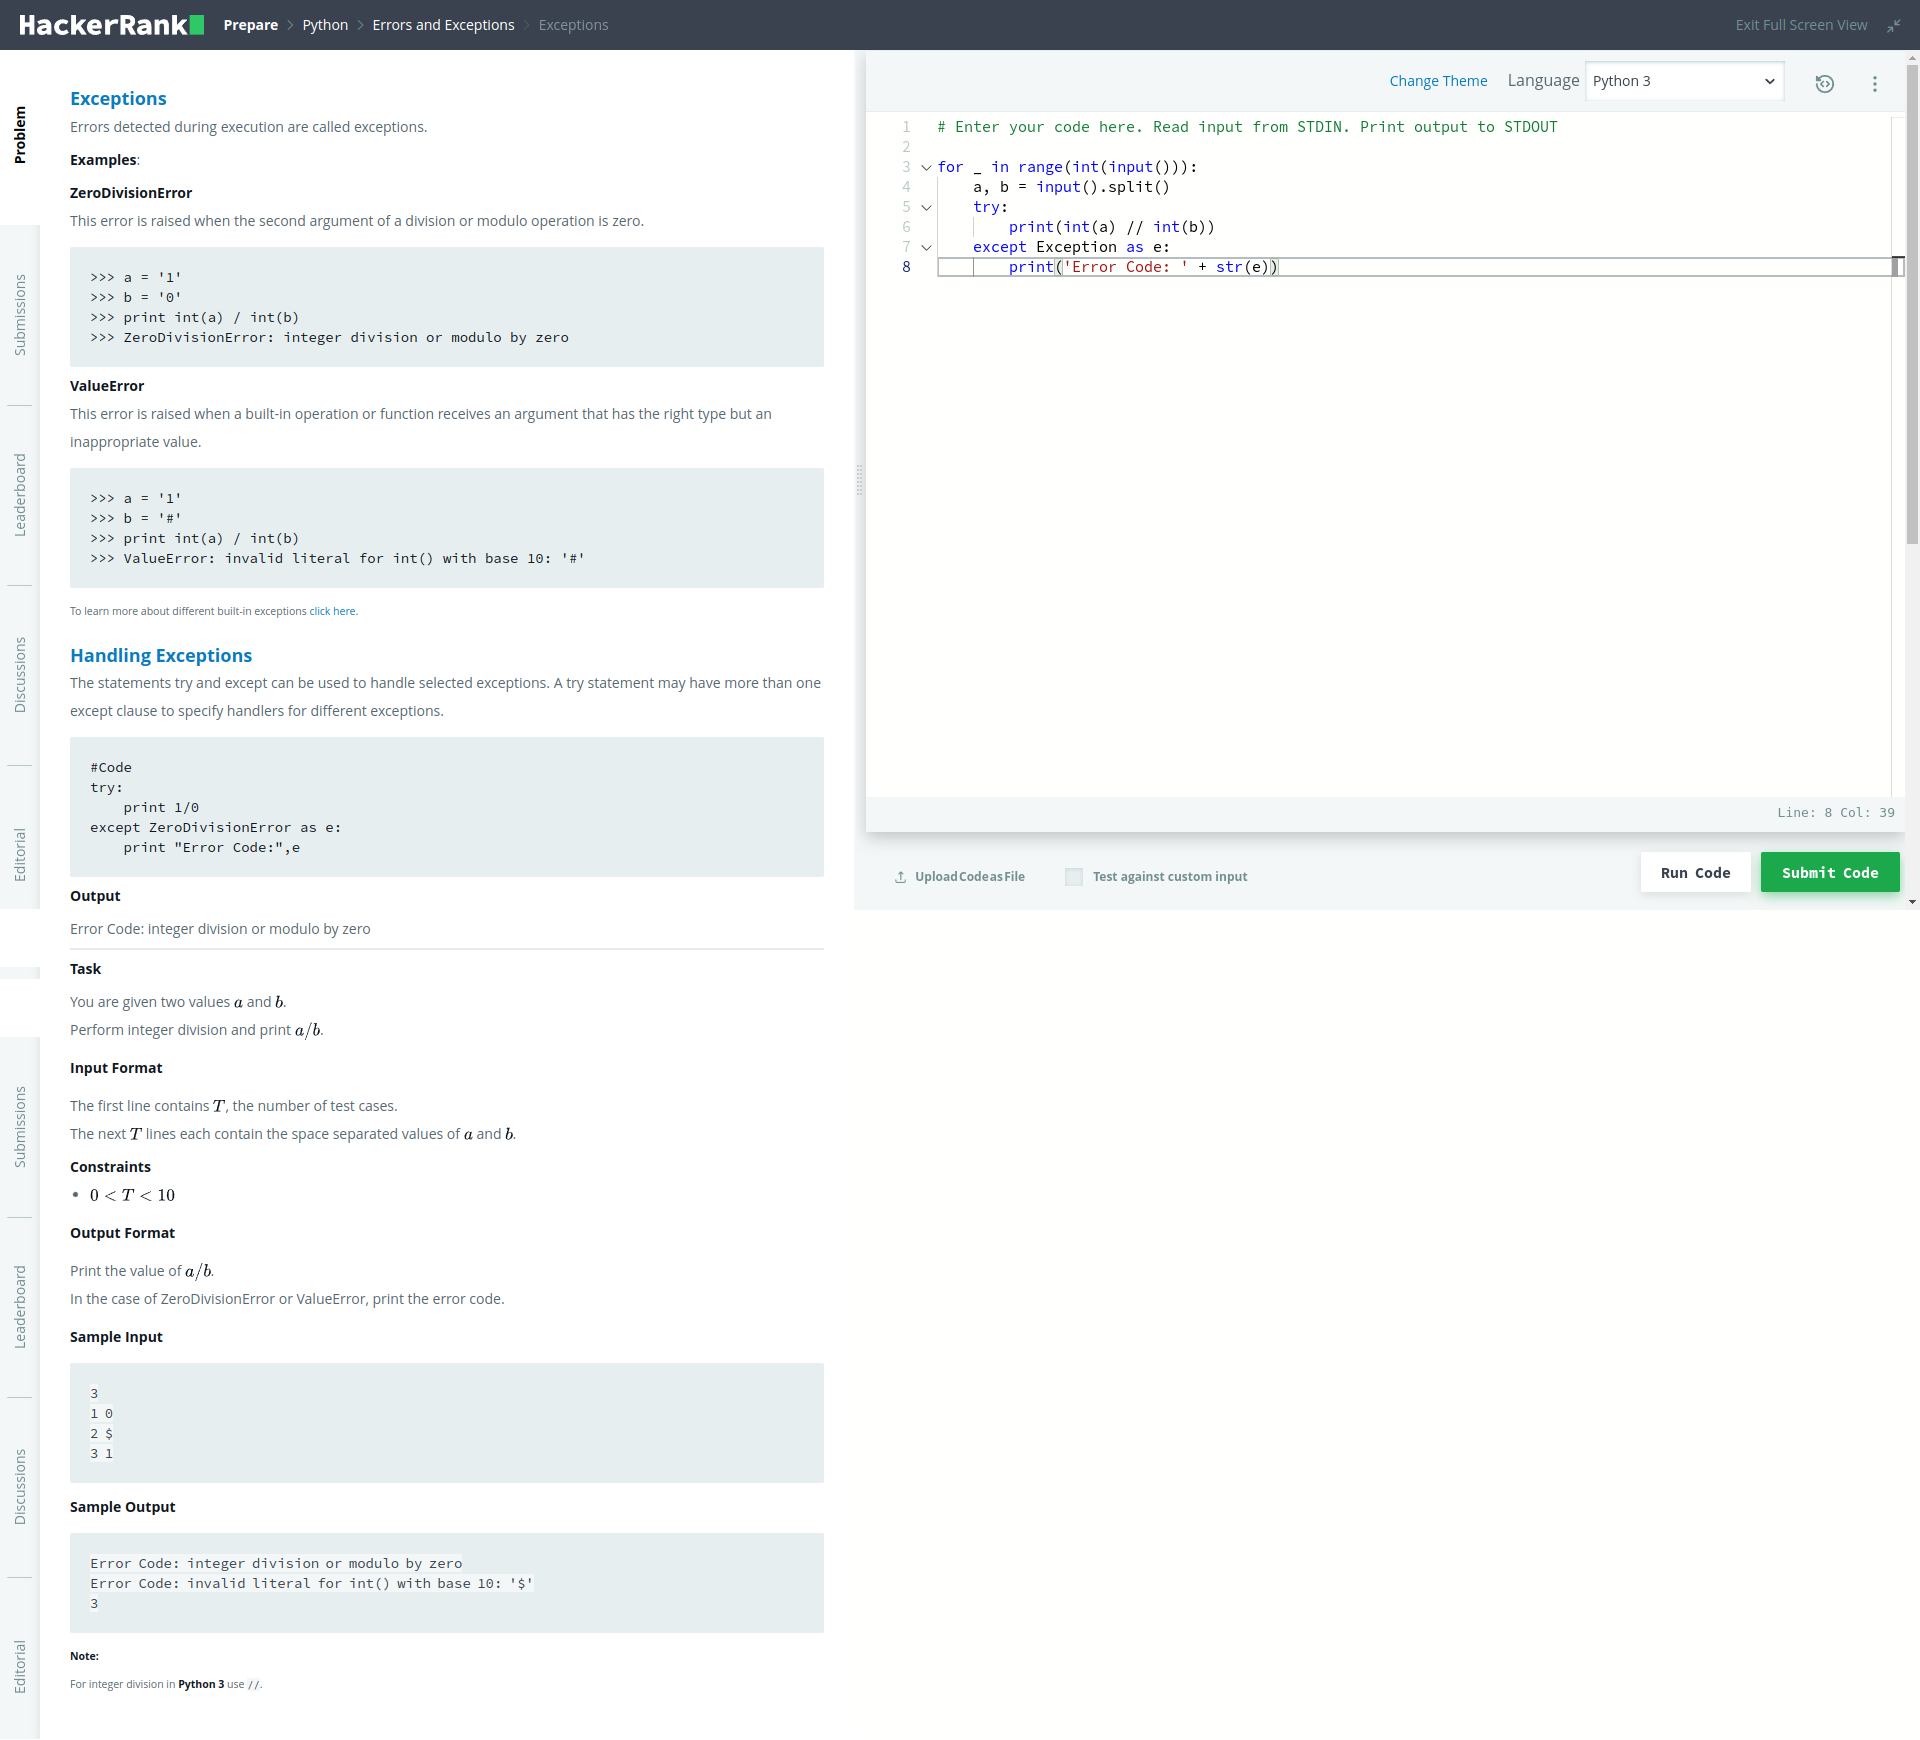 HackerRank Prepare > Python > Errors and Exceptions > Exceptions Exit Full Screen View
Problem
Submissions
Leaderboard
Discussions
Editorial
Submissions
Leaderboard
Discussions
Editorial
Exceptions
Errors detected during execution are called exceptions.
Examples:
ZeroDivisionError
This error is raised when the second argument of a division or modulo operation is zero.
>>> a = '1'
>>> b = '0'
>>> print int(a) / int(b)
>>> ZeroDivisionError: integer division or modulo by zero
ValueError
This error is raised when a built-in operation or function receives an argument that has the right type but an
inappropriate value.
>>> a = '1'
>>> b = '#'
>>> print int(a) / int(b)
>>> ValueError: invalid literal for int() with base 10: '#'
To learn more about different built-in exceptions click here.
Handling Exceptions
The statements try and except can be used to handle selected exceptions. A try statement may have more than one
except clause to specify handlers for different exceptions.
#Code
try:
    print 1/0
except ZeroDivisionError as e:
    print "Error Code:",e
Output
Error Code: integer division or modulo by zero
Task
You are given two values a and b.
Perform integer division and print a/b.
Input Format
The first line contains T, the number of test cases.
The next T lines each contain the space separated values of a and b.
Constraints
• 0 < T < 10
Output Format
Print the value of a/b.
In the case of ZeroDivisionError or ValueError, print the error code.
Sample Input
3
1 0
2 $
3 1
Sample Output
Error Code: integer division or modulo by zero
Error Code: invalid literal for int() with base 10: '$'
3
Note:
For integer division in Python 3 use //.
Change Theme Language Python 3
1 # Enter your code here. Read input from STDIN. Print output to STDOUT
2
3 for _ in range(int(input())):
4     a, b = input().split()
5     try:
6         print(int(a) // int(b))
7     except Exception as e:
8         print('Error Code: ' + str(e))
Line: 8 Col: 39
Upload Code as File Test against custom input Run Code Submit Code